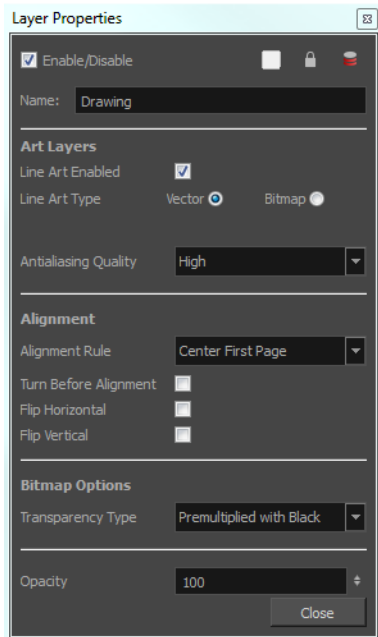 Layer Properties
Enable/Disable
Name: Drawing
Art Layers
Line Art Enabled
Line Art Type Vector Bitmap
Antialiasing Quality High
Alignment
Alignment Rule Center First Page
Turn Before Alignment
Flip Horizontal
Flip Vertical
Bitmap Options
Transparency Type Premultiplied with Black
Opacity 100
Close